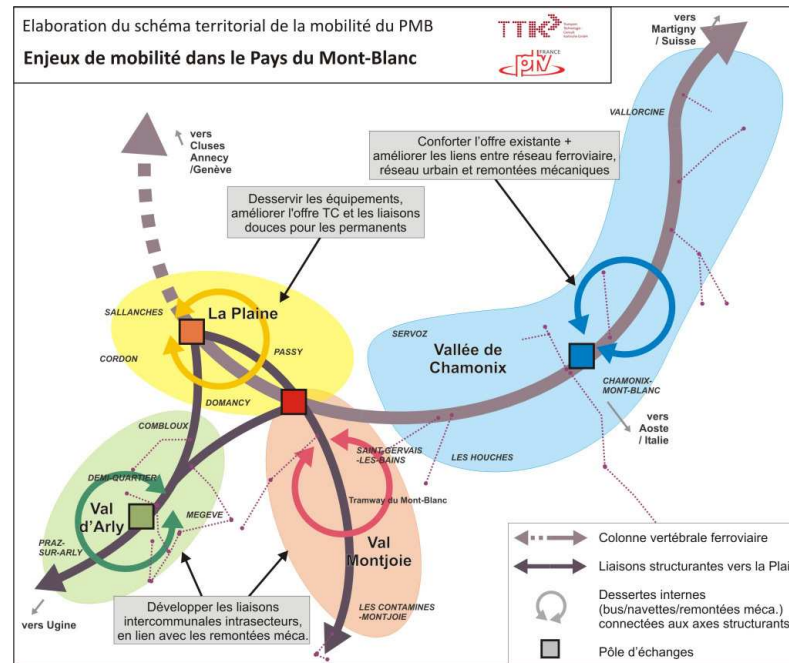 Elaboration du schéma territorial de la mobilité du PMB
Enjeux de mobilité dans le Pays du Mont-Blanc
TTK
FRANCE
ptv
vers
Martigny
/ Suisse
VALLORCINE
vers
Cluses
Annecy
/Genève
Conforter l'offre existante +
améliorer les liens entre réseau ferroviaire,
réseau urbain et remontées mécaniques
Desservir les équipements,
améliorer l'offre TC et les liaisons
douces pour les permanents
SALLANCHES
La Plaine
CORDON
PASSY
DOMANCY
SERVOZ
Vallée de
Chamonix
CHAMONIX-
MONT-BLANC
vers
Aoste
/ Italie
LES HOUCHES
COMBLOUX
SAINT-GERVAIS
-LES-BAINS
DEMI-QUARTIER
Val
d'Arly
MEGEVE
PRAZ-
SUR-ARLY
Tramway du Mont-Blanc
Val
Montjoie
LES CONTAMINES
-MONTJOIE
vers Ugine
Développer les liaisons
intercommunales intrasecteurs,
en lien avec les remontées méca.
Colonne vertébrale ferroviaire
Liaisons structurantes vers la Plai
Dessertes internes
(bus/navettes/remontées méca.)
connectées aux axes structurants
Pôle d'échanges